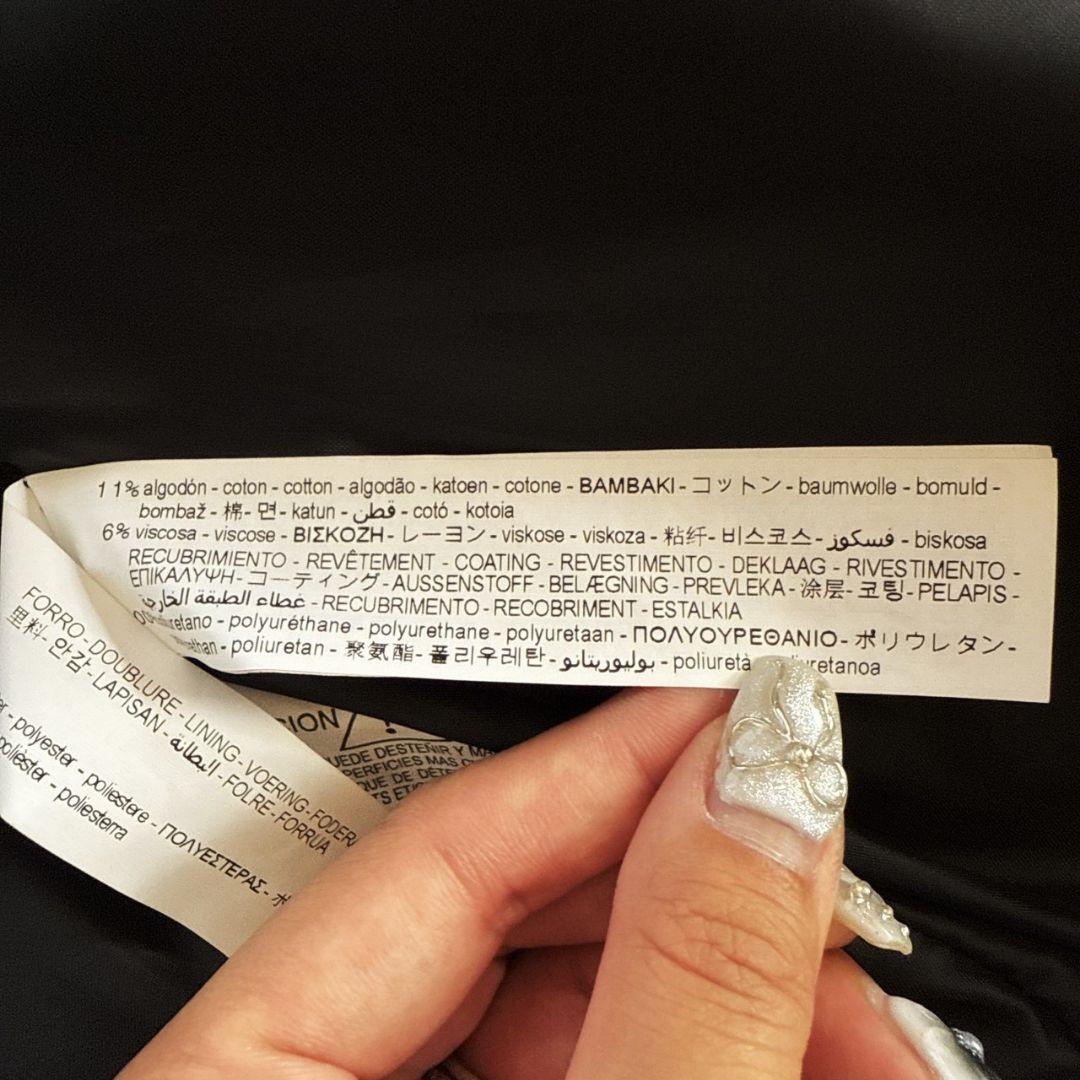 11% algodón - coton - cotton - algodão - katoen - cotone - BAMBAKI - コットン - baumwolle - bomuld -
bombaž - 棉 - 면 - katun - قطن - cotó - kotoia
6% viscosa - viscose - ΒΙΣΚΟΖΗ - レーヨン - viskose - viskoza - 粘纤 - 비스코스 - فسكوز - biskosa
RECUBRIMIENTO - REVÊTEMENT - COATING - REVESTIMENTO - DEKLAAG - RIVESTIMENTO -
ΕΠΙΚΑΛΥΨΗ - コーティング - AUSSENSTOFF - BELÆGNING - PREVLEKA - 涂层 - 코팅 - PELAPIS -
غطاء الطبقة الخارجية - RECUBRIMENTO - RECOBRIMENT - ESTALKIA
- polyuréthane - polyurethane - polyuretaan - ΠΟΛΥΟΥΡΕΘΑΝΙΟ - ポリウレタン -
- poliuretan - 聚氨酯 - 폴리우레탄 - بوليوريتانو - poliuretà
FORRO - DOUBLURE - LINING - VOERING - FODERA
里料 - 안감 - LAPISAN - البطانة - FOLRE - FORRUA
- polyester - poliestere - ΠΟΛΥΕΣΤΕΡΑΣ - ポ
poliéster - poliesterra
PUEDE DESTEÑIR Y